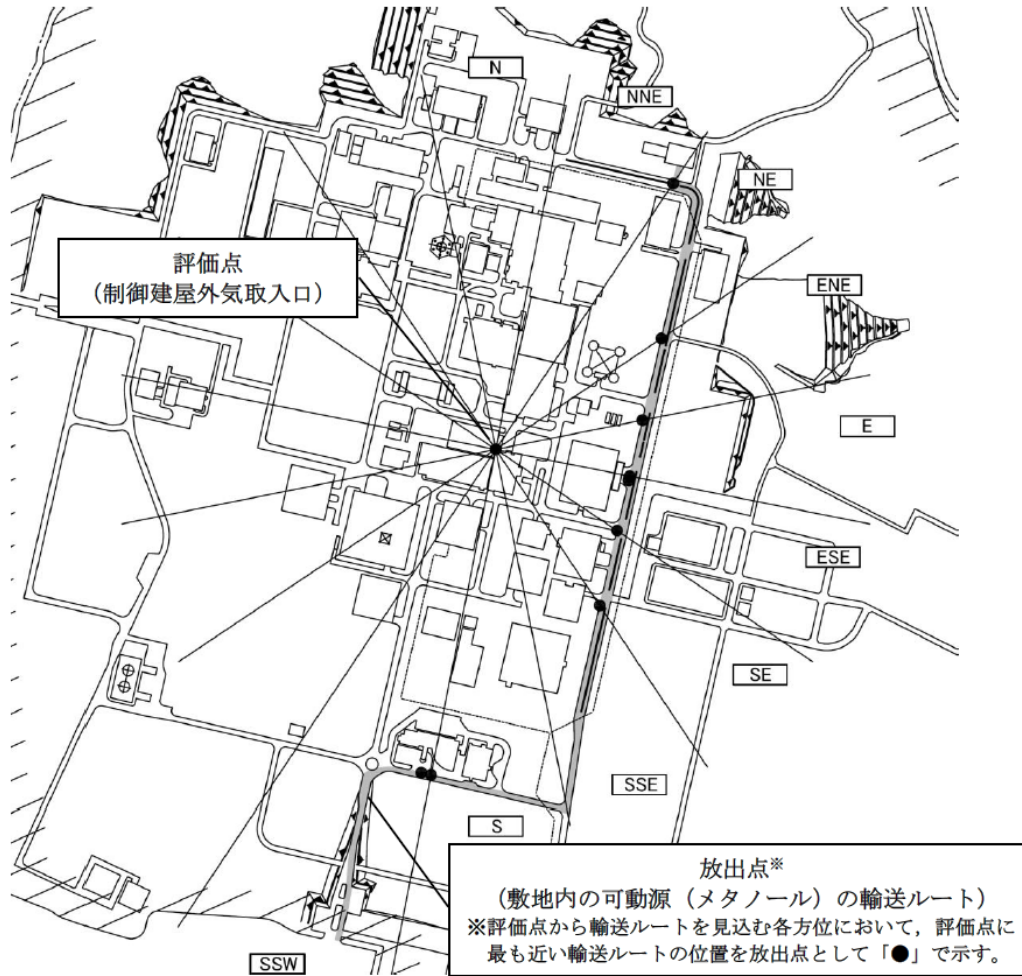 N
NNE
NE
評価点
（制御建屋外気取入口）
ENE
E
ESE
SE
SSE
S
放出点※
（敷地内の可動源（メタノール）の輸送ルート）
※評価点から輸送ルートを見込む各方位において，評価点に
最も近い輸送ルートの位置を放出点として「●」で示す。
SSW